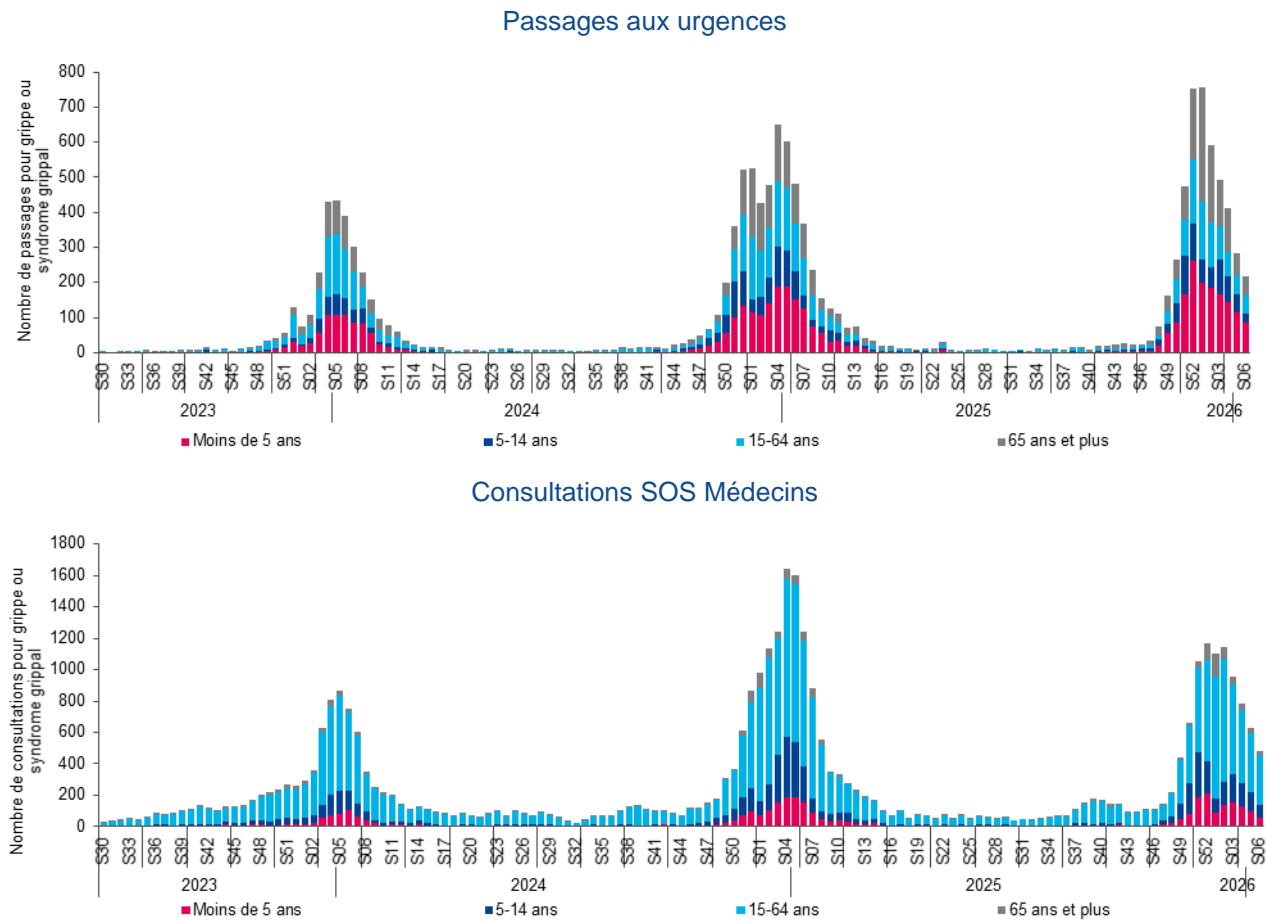 Passages aux urgences
Nombre de passages pour grippe ou
syndrome grippal
800
700
600
500
400
300
200
100
0
S30 S33 S36 S39 S42 S45 S48 S51 S02 S05 S08 S11 S14 S17 S20 S23 S26 S29 S32 S35 S38 S41 S44 S47 S50 S01 S04 S07 S10 S13 S16 S19 S22 S25 S28 S31 S34 S37 S40 S43 S46 S49 S52 S03 S06
2023 2024 2025 2026
Moins de 5 ans 5-14 ans 15-64 ans 65 ans et plus
Consultations SOS Médecins
Nombre de consultations pour grippe ou
syndrome grippal
1800
1600
1400
1200
1000
800
600
400
200
0
S30 S33 S36 S39 S42 S45 S48 S51 S02 S05 S08 S11 S14 S17 S20 S23 S26 S29 S32 S35 S38 S41 S44 S47 S50 S01 S04 S07 S10 S13 S16 S19 S22 S25 S28 S31 S34 S37 S40 S43 S46 S49 S52 S03 S06
2023 2024 2025 2026
Moins de 5 ans 5-14 ans 15-64 ans 65 ans et plus